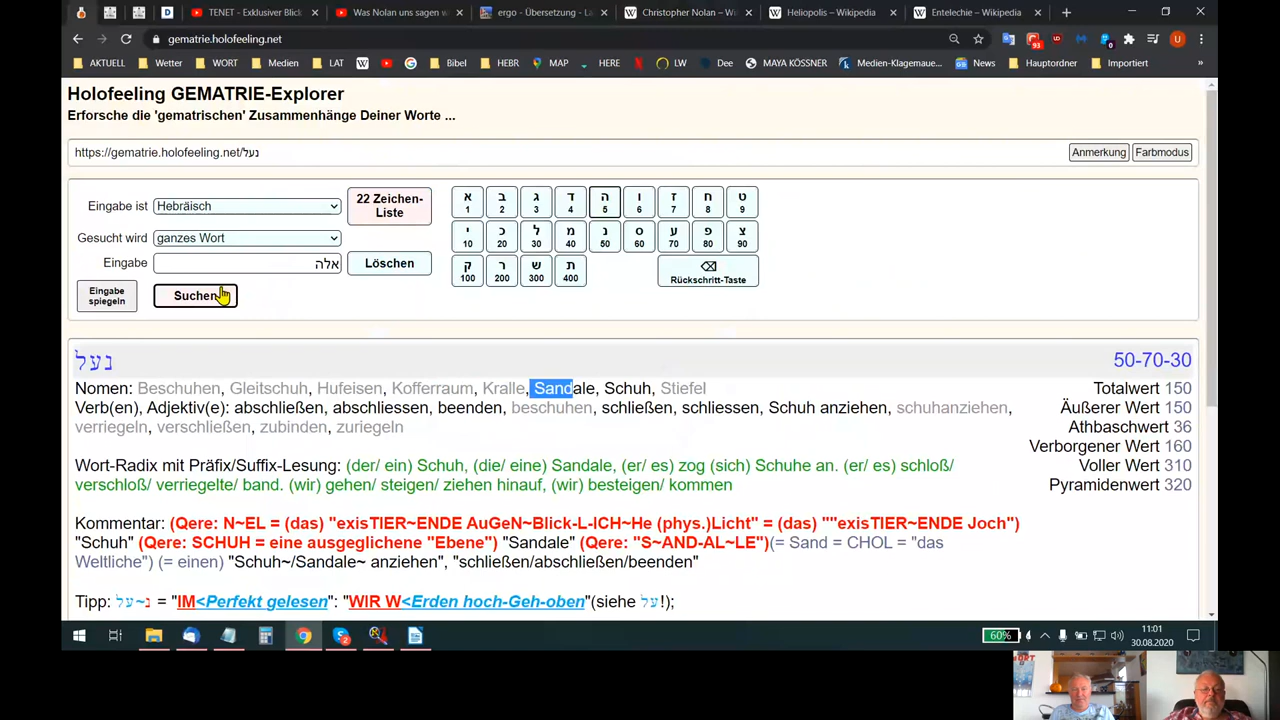 TENET - Exklusiver Blick
Was Nolan uns sagen w
ergo - Übersetzung - La
Christopher Nolan – Wi
Heliopolis – Wikipedia
Entelechie – Wikipedia
gematrie.holofeeling.net
93
0
U
AKTUELL
Wetter
WORT
Medien
LAT
Bibel
HEBR
MAP
HERE
LW
Dee
MAYA KÖSSNER
Medien-Klagemaue...
News
Hauptordner
Importiert
Holofeeling GEMATRIE-Explorer
Erforsche die 'gematrischen' Zusammenhänge Deiner Worte ...
https://gematrie.holofeeling.net/נעל
Anmerkung
Farbmodus
Eingabe ist
Hebräisch
22 Zeichen-
Liste
Gesucht wird
ganzes Wort
Eingabe
אלה
Löschen
Eingabe
spiegeln
Suchen
א ב ג ד ה ו ז ח ט
1 2 3 4 5 6 7 8 9
י כ ל מ נ ס ע פ צ
10 20 30 40 50 60 70 80 90
ק ר ש ת
100 200 300 400
Rückschritt-Taste
נעל
50-70-30
Nomen: Beschuhen, Gleitschuh, Hufeisen, Kofferraum, Kralle, Sandale, Schuh, Stiefel
Verb(en), Adjektiv(e): abschließen, abschliessen, beenden, beschuhen, schließen, schliessen, Schuh anziehen, schuhanziehen,
verriegeln, verschließen, zubinden, zuriegeln
Totalwert 150
Äußerer Wert 150
Athbaschwert 36
Verborgener Wert 160
Voller Wert 310
Pyramidenwert 320
Wort-Radix mit Präfix/Suffix-Lesung: (der/ ein) Schuh, (die/ eine) Sandale, (er/ es) zog (sich) Schuhe an. (er/ es) schloß/
verschloß/ verriegelte/ band. (wir) gehen/ steigen/ ziehen hinauf, (wir) besteigen/ kommen
Kommentar: (Qere: N~EL = (das) "exisTIER~ENDE AuGeN~Blick-L-ICH~He (phys.)Licht" = (das) ""exisTIER~ENDE Joch")
"Schuh" (Qere: SCHUH = eine ausgeglichene "Ebene") "Sandale" (Qere: "S~AND-AL~LE")(= Sand = CHOL = "das
Weltliche") (= einen) "Schuh~/Sandale~ anziehen", "schließen/abschließen/beenden"
Tipp: נ~על = "IM<Perfekt gelesen": "WIR W<Erden hoch-Geh-oben"(siehe על!);
60%
11:01
30.08.2020